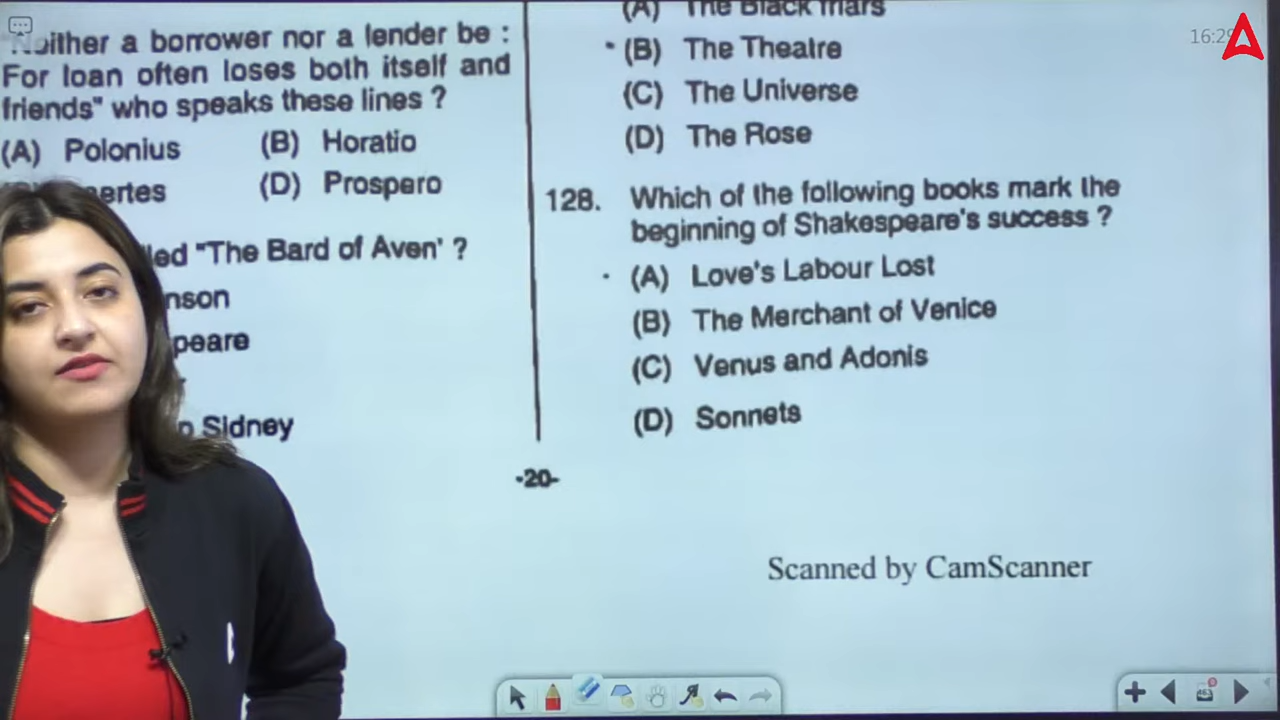 Neither a borrower nor a lender be :
For loan often loses both itself and
friends" who speaks these lines ?
(A) Polonius (B) Horatio
(D) Prospero
"The Bard of Aven' ?
Sidney
(A) The Black friars
(B) The Theatre
(C) The Universe
(D) The Rose
128. Which of the following books mark the
beginning of Shakespeare's success ?
(A) Love's Labour Lost
(B) The Merchant of Venice
(C) Venus and Adonis
(D) Sonnets
-20-
Scanned by CamScanner